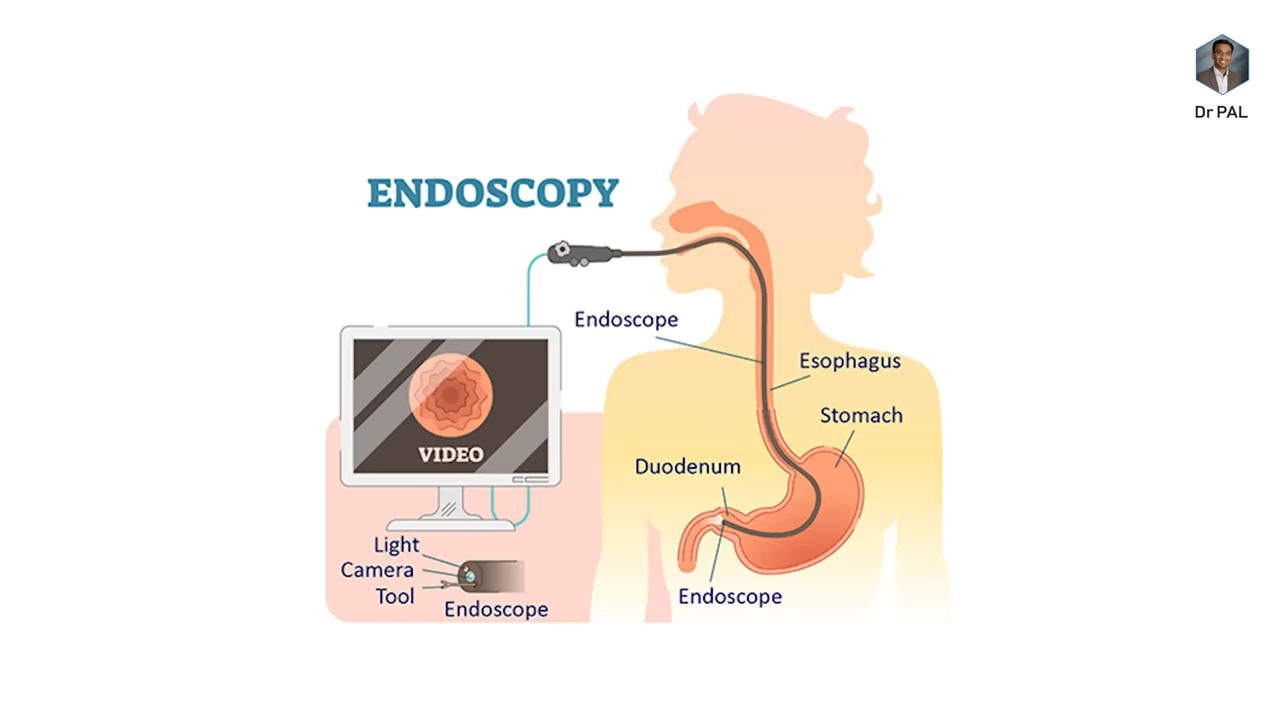 Dr PAL
ENDOSCOPY
Endoscope
Esophagus
Stomach
Duodenum
VIDEO
Light
Camera
Tool
Endoscope
Endoscope